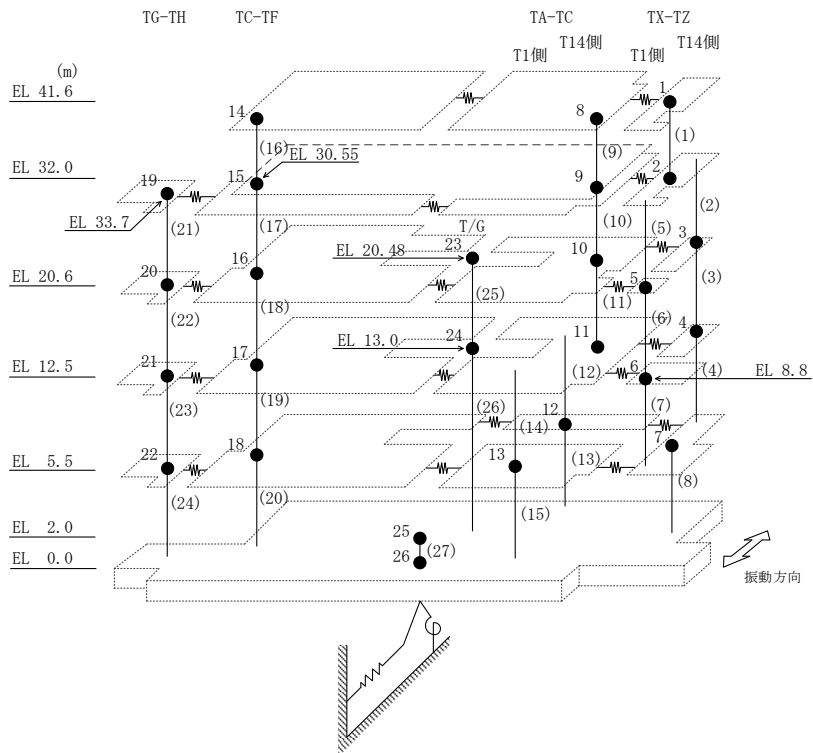 TG-TH TC-TF TA-TC TX-TZ
T14側 T14側
T1側 T1側
(m)
EL 41.6
14 8 1
(16) (9) (1)
EL 30.55
EL 32.0
19 15 9 2
EL 33.7
(21) (17) (10) (2)
T/G
EL 20.48
23 (5) 3
16 10 (3)
EL 20.6
20 (25) (11) 5
(22) (18) (6)
EL 13.0
24 11 4
17
EL 12.5
21 (12) 6 (4) EL 8.8
(23) (19) (26) 12 (7)
(14)
18 7
EL 5.5
22 13 (13) (8)
(24) (20) (15)
EL 2.0
25
(27)
EL 0.0
26
振動方向